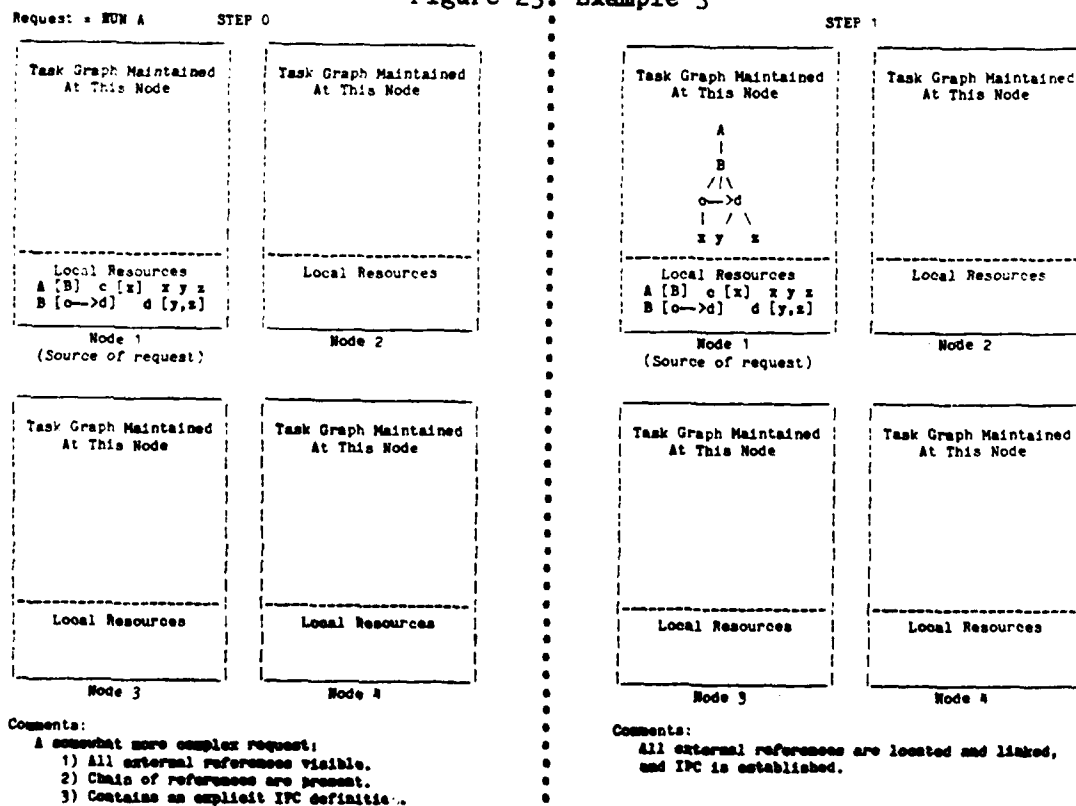 Figure 23: Example 3
Request = RUN A STEP 0
Task Graph Maintained
At This Node
Local Resources
A [B] c [x] x y z
B [c—>d] d [y,z]
Node 1
(Source of request)
Task Graph Maintained
At This Node
Local Resources
Node 2
Task Graph Maintained
At This Node
Local Resources
Node 3
Task Graph Maintained
At This Node
Local Resources
Node 4
Comments:
A somewhat more complex request:
1) All external references visible.
2) Chain of references are present.
3) Contains an explicit IPC
STEP 1
Task Graph Maintained
At This Node
A
B
c—>d
x y z
Local Resources
A [B] c [x] x y z
B [c—>d] d [y,z]
Node 1
(Source of request)
Task Graph Maintained
At This Node
Local Resources
Node 2
Task Graph Maintained
At This Node
Local Resources
Node 3
Task Graph Maintained
At This Node
Local Resources
Node 4
Comments:
All external references are located and linked,
and IPC is established.